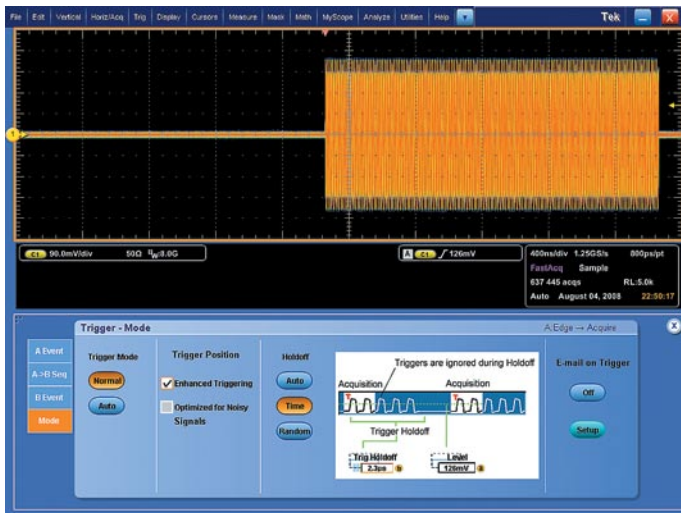 File Edit Vertical Horiz/Acq Trig Display Cursors Measure Mask Math MyScope Analyze Utilities Help Tek X
1
C1 90.0mV/div 50Ω BW:8.0G
A C1 126mV
400ns/div 1.25GS/s 800ps/pt
FastAcq Sample
637 445 acqs RL:5.0k
Auto August 04, 2008 22:50:17
Trigger - Mode A:Edge → Acquire X
A Event
A->B Seq
B Event
Mode
Trigger Mode
Normal
Auto
Trigger Position
Enhanced Triggering
Optimized for Noisy
Signals
Holdoff
Auto
Time
Random
Triggers are ignored during Holdoff
Acquisition Acquisition
Trigger Holdoff
Trig Holdoff Level
2.3µs b 126mV a
E-mail on Trigger
Off
Setup